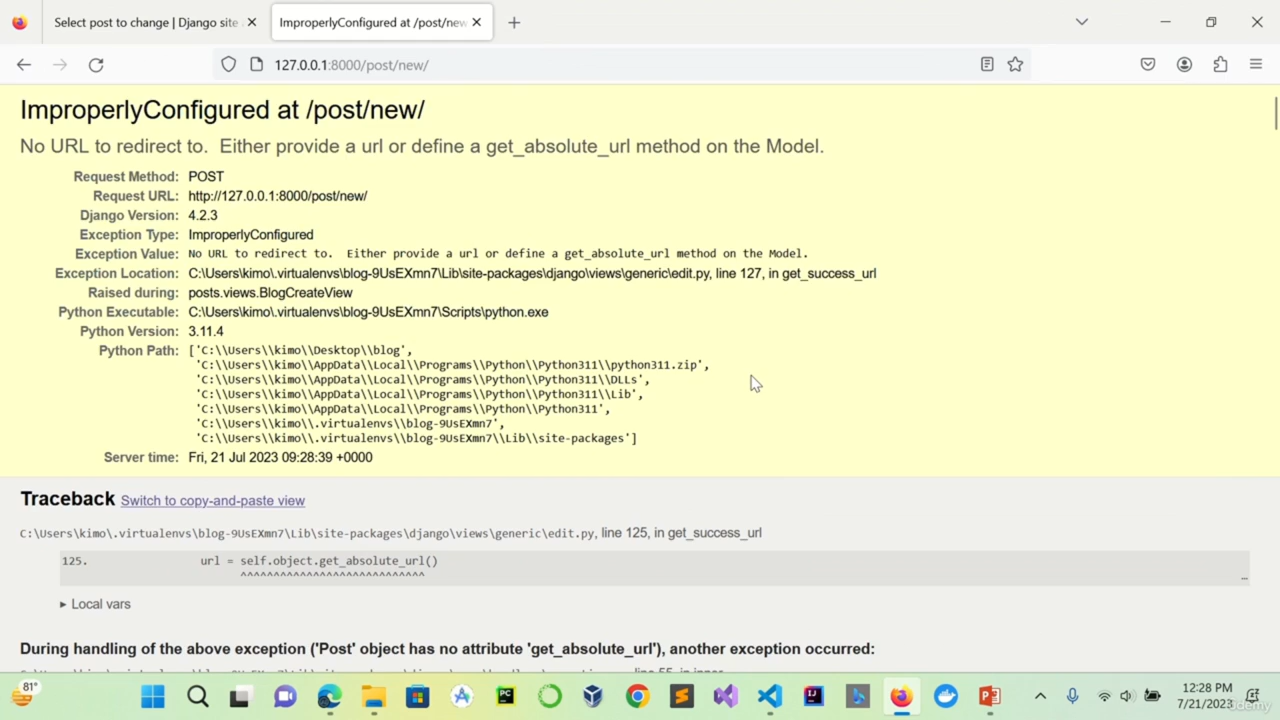 Select post to change | Django site
ImproperlyConfigured at /post/new
127.0.0.1:8000/post/new/
ImproperlyConfigured at /post/new/
No URL to redirect to.  Either provide a url or define a get_absolute_url method on the Model.
Request Method: POST
Request URL: http://127.0.0.1:8000/post/new/
Django Version: 4.2.3
Exception Type: ImproperlyConfigured
Exception Value: No URL to redirect to.  Either provide a url or define a get_absolute_url method on the Model.
Exception Location: C:\Users\kimo\.virtualenvs\blog-9UsEXmn7\Lib\site-packages\django\views\generic\edit.py, line 127, in get_success_url
Raised during: posts.views.BlogCreateView
Python Executable: C:\Users\kimo\.virtualenvs\blog-9UsEXmn7\Scripts\python.exe
Python Version: 3.11.4
Python Path: ['C:\\Users\\kimo\\Desktop\\blog',
'C:\\Users\\kimo\\AppData\\Local\\Programs\\Python\\Python311\\python311.zip',
'C:\\Users\\kimo\\AppData\\Local\\Programs\\Python\\Python311\\DLLs',
'C:\\Users\\kimo\\AppData\\Local\\Programs\\Python\\Python311\\Lib',
'C:\\Users\\kimo\\AppData\\Local\\Programs\\Python\\Python311',
'C:\\Users\\kimo\\.virtualenvs\\blog-9UsEXmn7',
'C:\\Users\\kimo\\.virtualenvs\\blog-9UsEXmn7\\Lib\\site-packages']
Server time: Fri, 21 Jul 2023 09:28:39 +0000
Traceback Switch to copy-and-paste view
C:\Users\kimo\.virtualenvs\blog-9UsEXmn7\Lib\site-packages\django\views\generic\edit.py, line 125, in get_success_url
125. url = self.object.get_absolute_url()
^^^^^^^^^^^^^^^^^^^^^^^^^^^^
…
▸ Local vars
During handling of the above exception ('Post' object has no attribute 'get_absolute_url'), another exception occurred:
81°
PC
12:28 PM
7/21/2023
Udemy